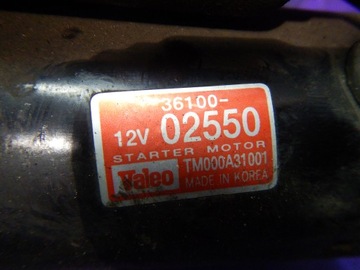 36100-
12V 02550
STARTER MOTOR
Valeo TM000A31001
MADE IN KOREA